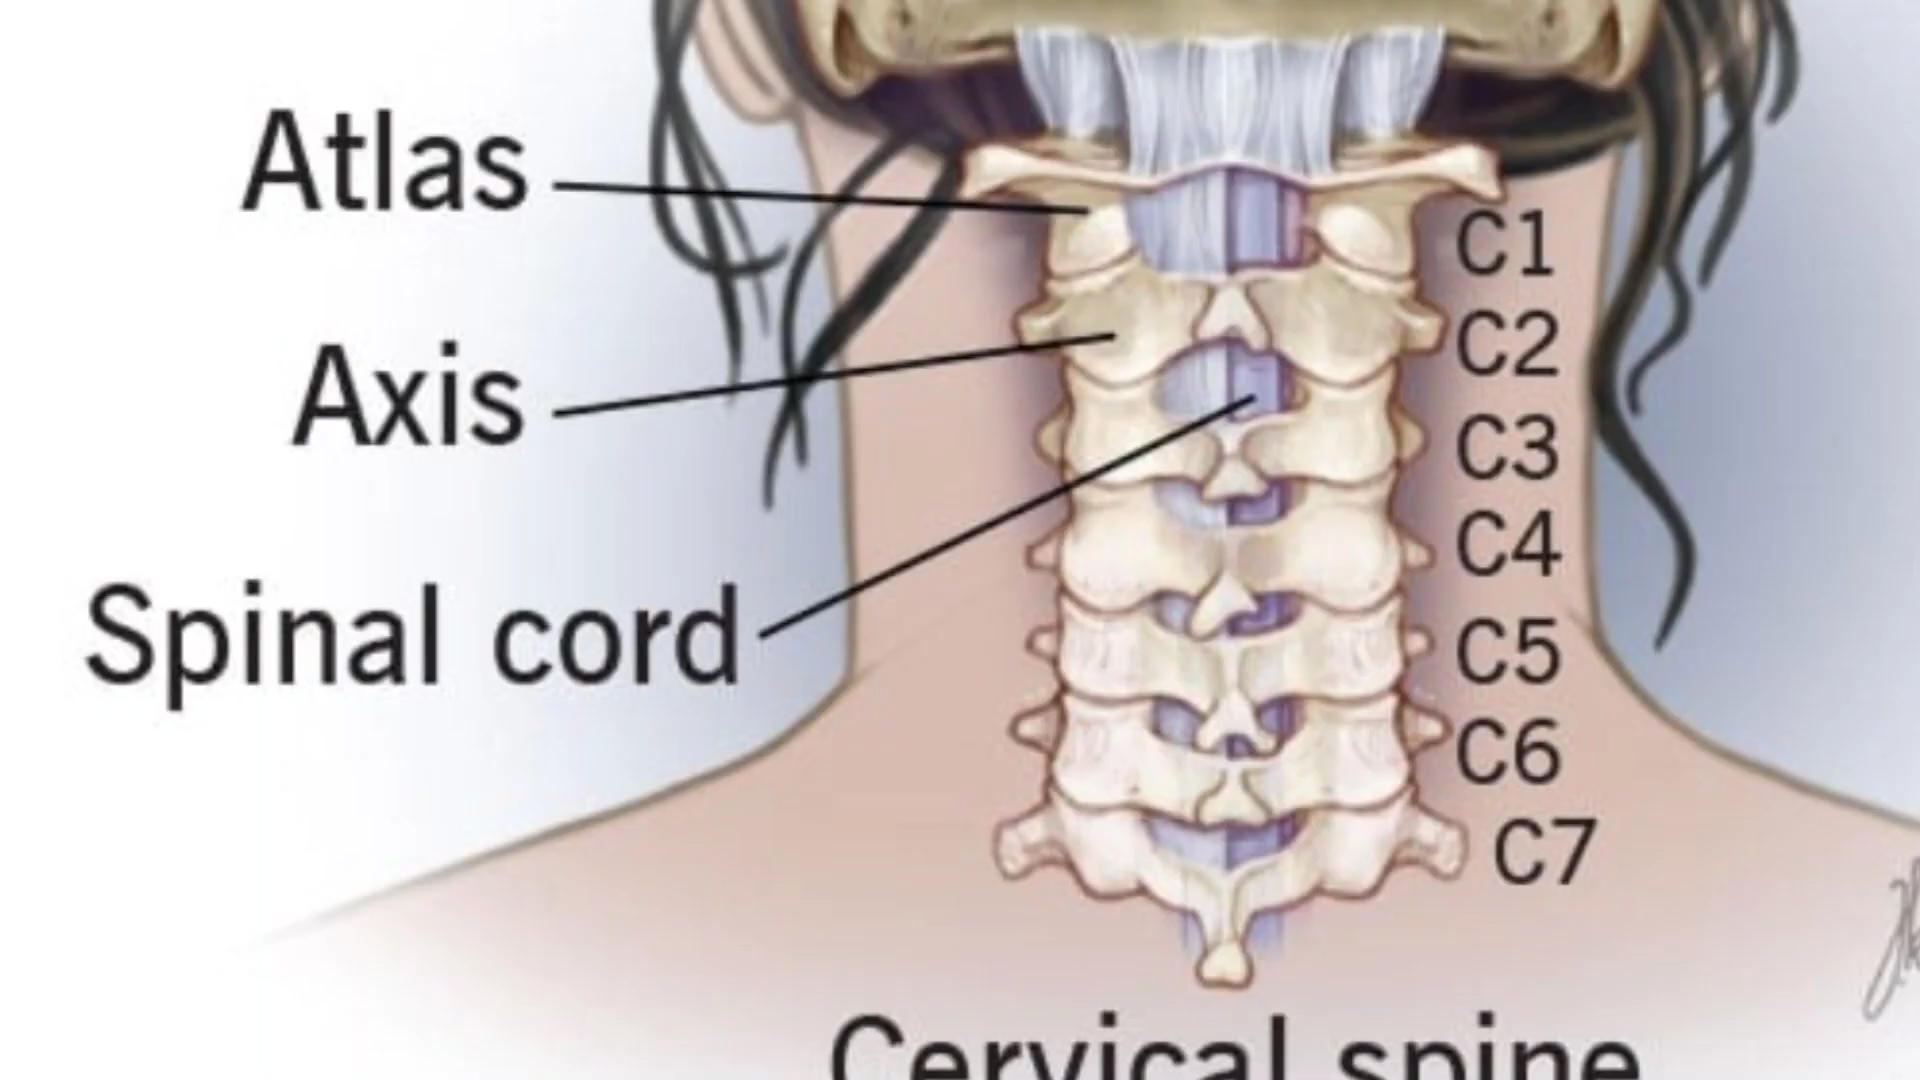 Atlas
Axis
Spinal cord
C1
C2
C3
C4
C5
C6
C7
Cervical spine